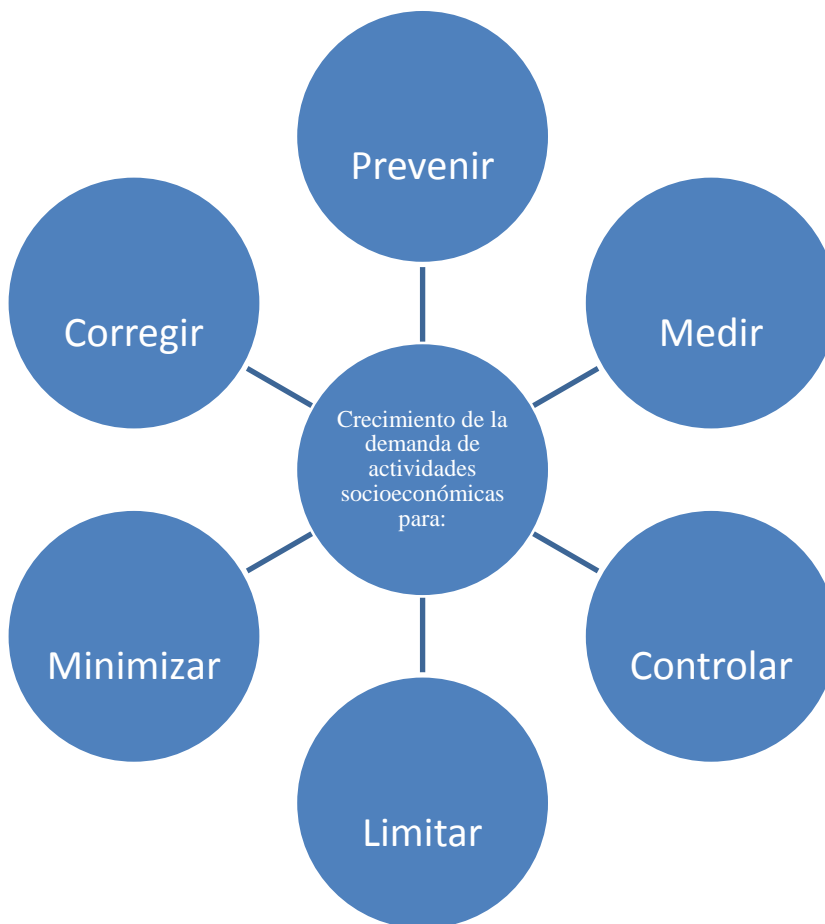 Prevenir
Medir
Controlar
Limitar
Minimizar
Corregir
Crecimiento de la
demanda de
actividades
socioeconómicas
para: